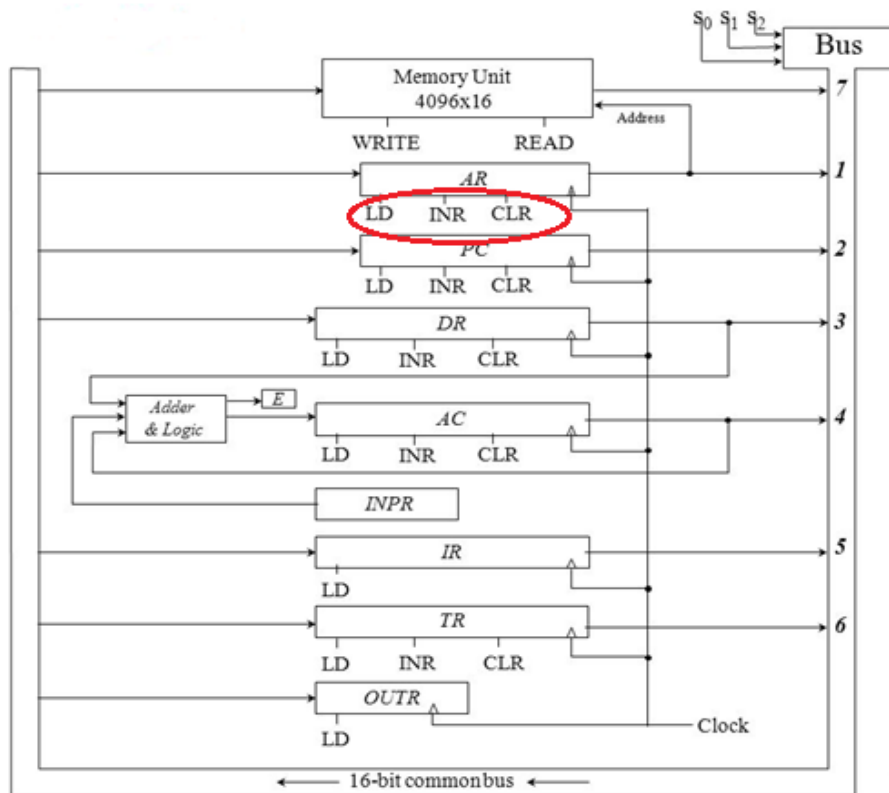 S0 S1 S2
Bus
Memory Unit
4096x16
7
Address
WRITE READ
AR
1
LD INR CLR
PC
2
LD INR CLR
DR
3
LD INR CLR
Adder
& Logic
E
AC
4
LD INR CLR
INPR
IR
5
LD
TR
6
LD INR CLR
OUTR
Clock
LD
16-bit common bus